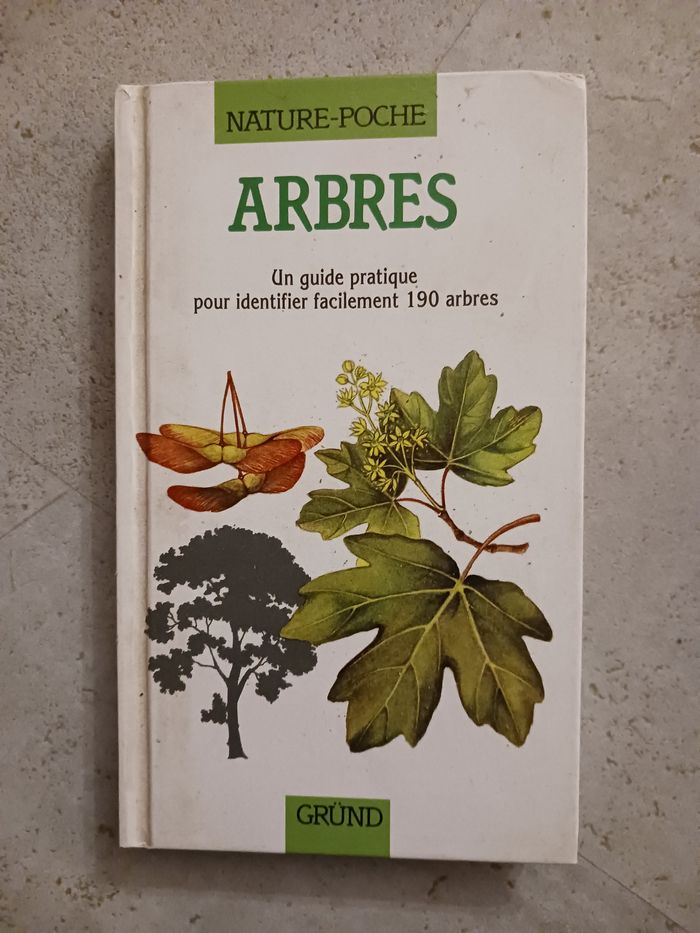 NATURE-POCHE
ARBRES
Un guide pratique
pour identifier facilement 190 arbres
GRÜND